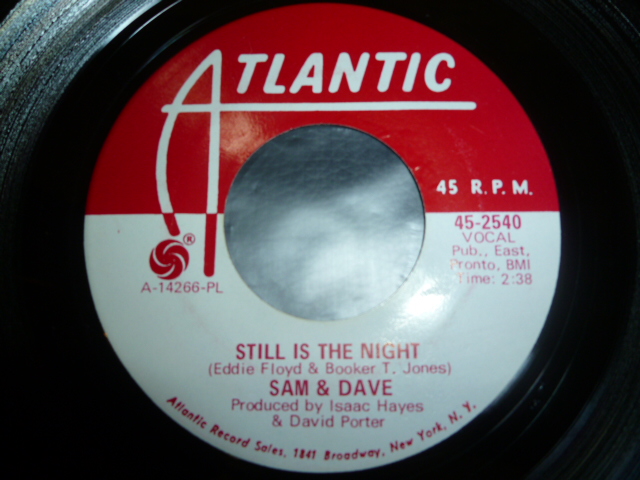 ATLANTIC
45 R.P.M.
45-2540
VOCAL
Pub., East,
Pronto, BMI
Time: 2:38
®
A-14266-PL
STILL IS THE NIGHT
(Eddie Floyd & Booker T. Jones)
SAM & DAVE
Produced by Isaac Hayes
& David Porter
Atlantic Record Sales, 1841 Broadway, New York, N. Y.